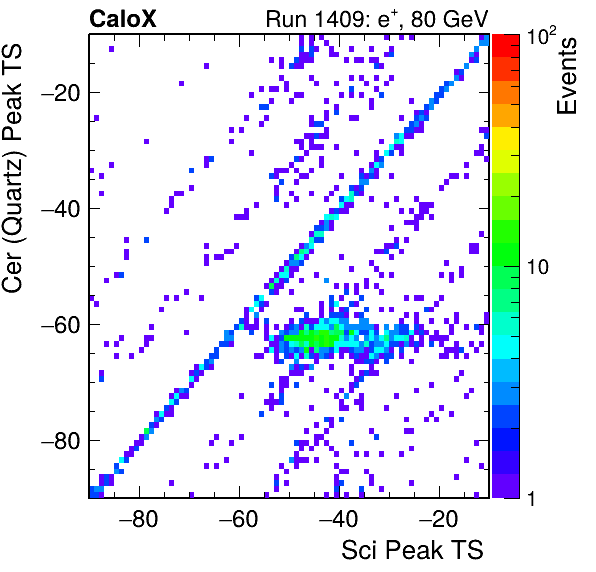 CaloX Run 1409: e⁺, 80 GeV
Cer (Quartz) Peak TS
−20
−40
−60
−80
−80 −60 −40 −20
Sci Peak TS
10²
10
1
Events